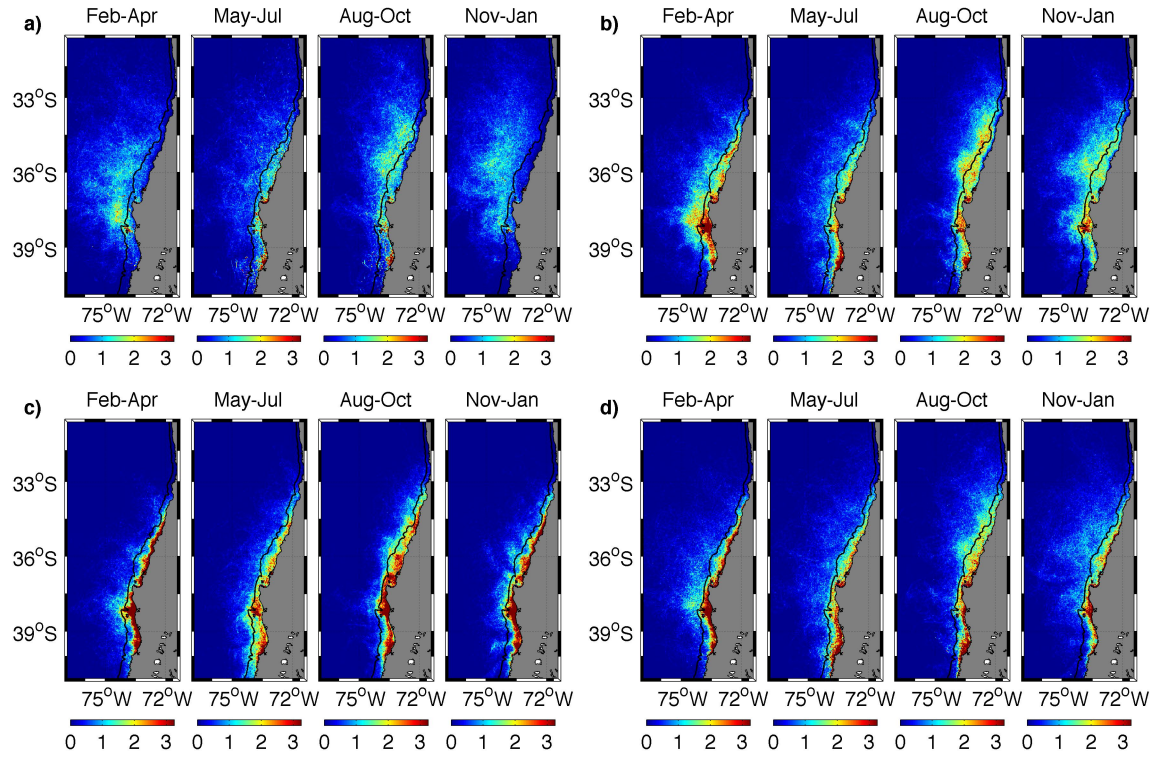 a) Feb-Apr May-Jul Aug-Oct Nov-Jan b) Feb-Apr May-Jul Aug-Oct Nov-Jan
33°S 33°S
36°S 36°S
39°S 39°S
75°W 72°W 75°W 72°W 75°W 72°W 75°W 72°W 75°W 72°W 75°W 72°W 75°W 72°W 75°W 72°W
0 1 2 3 0 1 2 3 0 1 2 3 0 1 2 3 0 1 2 3 0 1 2 3 0 1 2 3 0 1 2 3
c) Feb-Apr May-Jul Aug-Oct Nov-Jan d) Feb-Apr May-Jul Aug-Oct Nov-Jan
33°S 33°S
36°S 36°S
39°S 39°S
75°W 72°W 75°W 72°W 75°W 72°W 75°W 72°W 75°W 72°W 75°W 72°W 75°W 72°W 75°W 72°W
0 1 2 3 0 1 2 3 0 1 2 3 0 1 2 3 0 1 2 3 0 1 2 3 0 1 2 3 0 1 2 3